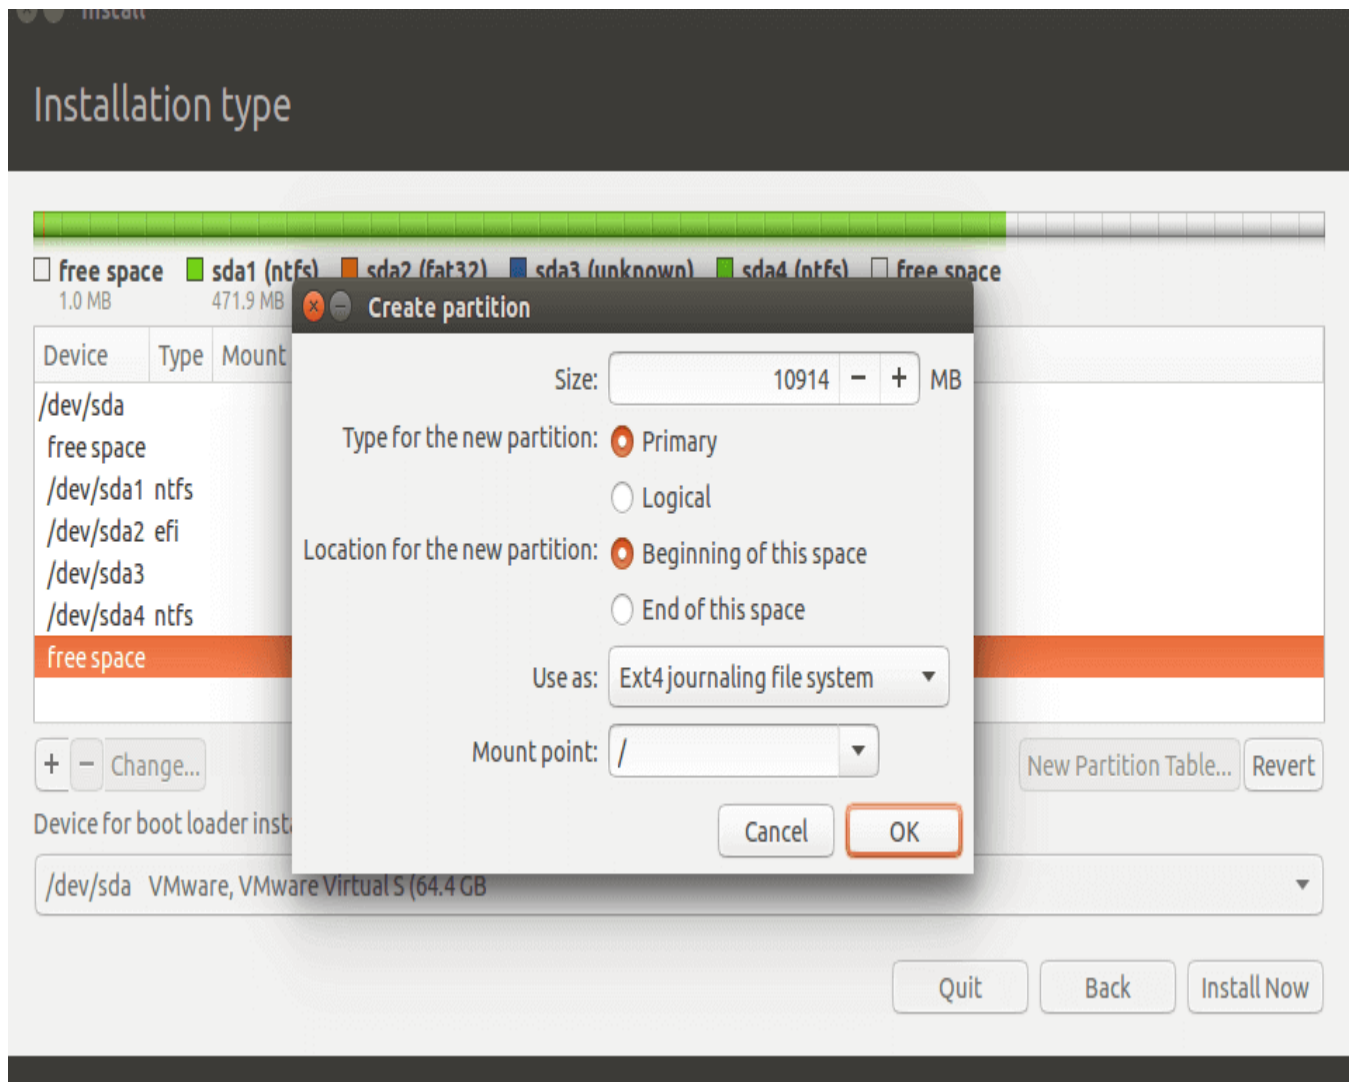 Install
Installation type
free space sda1 (ntfs) sda2 (fat32) sda3 (unknown) sda4 (ntfs) free space
1.0 MB 471.9 MB
Create partition
Device Type Mount
Size: 10914 − + MB
/dev/sda
Type for the new partition: Primary
free space
/dev/sda1 ntfs
Logical
/dev/sda2 efi
Location for the new partition: Beginning of this space
/dev/sda3
/dev/sda4 ntfs
End of this space
free space
Use as: Ext4 journaling file system
Mount point: /
+ − Change... New Partition Table... Revert
Device for boot loader inst
Cancel OK
/dev/sda VMware, VMware Virtual S (64.4 GB
Quit Back Install Now